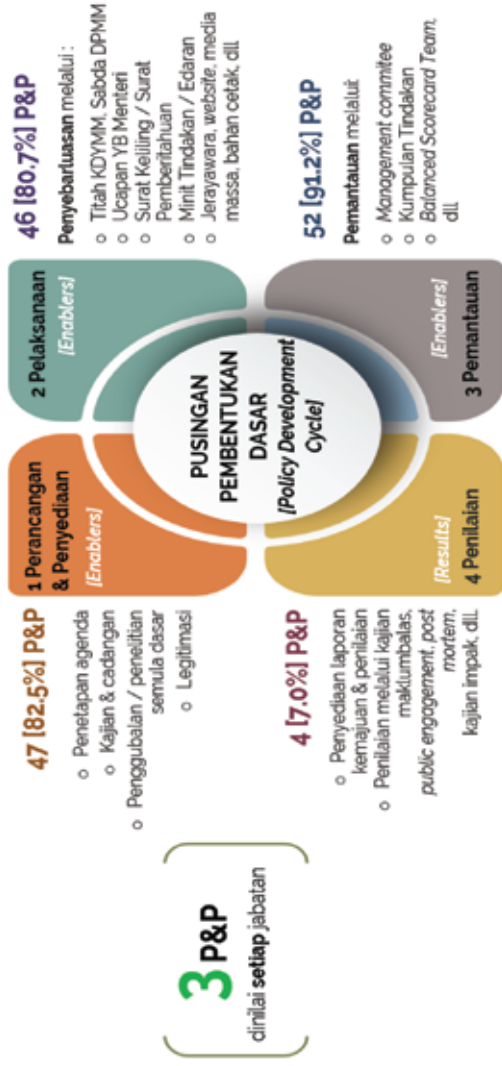 3 P&P
dinilai setiap jabatan
47 [82.5%] P&P
o Penetapan agenda
o Kajian & cadangan
o Penggubalan / penelitian
semula dasar
o Legitimasi
1 Perancangan
& Penyediaan
[Enablers]
2 Pelaksanaan
[Enablers]
46 [80.7%] P&P
Penyebarluasan melalui :
o Titah KDYMM, Sabda DPMM
o Ucapan YB Menteri
o Surat Keliling / Surat
Pemberitahuan
o Minit Tindakan / Edaran
o Jerayawara, website, media
massa, bahan cetak, dll
PUSINGAN
PEMBENTUKAN
DASAR
[Policy Development
Cycle]
4 [7.0%] P&P
o Penyediaan laporan
kemajuan & penilaian
o Penilaian melalui kajian
maklumbalas,
public engagement, post
mortem,
kajian impak, dll.
[Results]
4 Penilaian
[Enablers]
3 Pemantauan
52 [91.2%] P&P
Pemantauan melalui:
o Management commitee
o Kumpulan Tindakan
o Balanced Scorecard Team,
dll